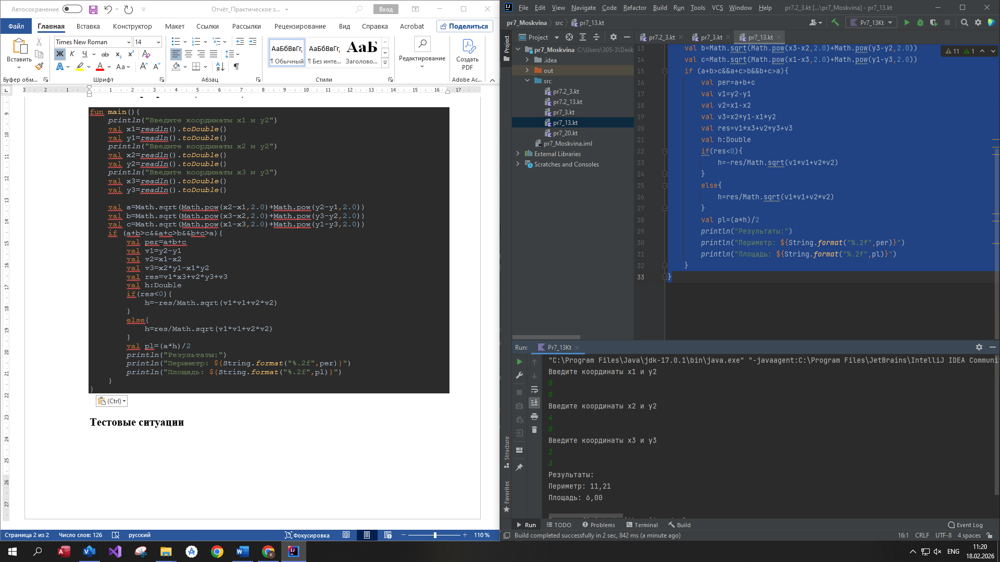 Автосохранение
Отчёт_Практическое з...
Вход
Файл
Главная
Вставка
Конструктор
Макет
Ссылки
Рассылки
Рецензирование
Вид
Справка
Acrobat
Поделиться
Вставить
Times New Roman
14
АаБбВвГг,
АаБбВвГг,
АаБ
¶ Обычный
¶ Без инте...
Заголово...
Редактирование
Создать
PDF
Буфер обм...
Шрифт
Абзац
Стили
Adobe Ac...
fun main(){
println("Введите координаты x1 и y2")
val x1=readln().toDouble()
val y1=readln().toDouble()
println("Введите координаты x2 и y2")
val x2=readln().toDouble()
val y2=readln().toDouble()
println("Введите координаты x3 и y3")
val x3=readln().toDouble()
val y3=readln().toDouble()
val a=Math.sqrt(Math.pow(x2-x1,2.0)+Math.pow(y2-y1,2.0))
val b=Math.sqrt(Math.pow(x3-x2,2.0)+Math.pow(y3-y2,2.0))
val c=Math.sqrt(Math.pow(x1-x3,2.0)+Math.pow(y1-y3,2.0))
if (a+b>c&&a+c>b&&b+c>a){
val per=a+b+c
val v1=y2-y1
val v2=x1-x2
val v3=x2*y1-x1*y2
val res=v1*x3+v2*y3+v3
val h:Double
if(res<0){
h=-res/Math.sqrt(v1*v1+v2*v2)
}
else{
h=res/Math.sqrt(v1*v1+v2*v2)
}
val pl=(a*h)/2
println("Результаты:")
println("Периметр: ${String.format("%.2f",per)}")
println("Площадь: ${String.format("%.2f",pl)}")
}
}
(Ctrl)
Тестовые ситуации
Страница 2 из 2
Число слов: 126
русский
Фокусировка
110 %
File Edit View Navigate Code Refactor Build Run Tools VCS Window Help
pr7.2_3.kt [...\pr7_Moskvina] - pr7_13.kt
pr7_Moskvina
src
pr7_13.kt
Pr7_13Kt
Project
Project
pr7.2_3.kt
pr7_3.kt
pr7_13.kt
pr7_Moskvina C:\Users\305-3\Desk
.idea
out
src
pr7.2_3.kt
pr7.2_13.kt
pr7_3.kt
pr7_13.kt
pr7_20.kt
pr7_Moskvina.iml
External Libraries
Scratches and Consoles
11 1
13 val b=Math.sqrt(Math.pow(x3-x2,2.0)+Math.pow(y3-y2,2.0))
14 val c=Math.sqrt(Math.pow(x1-x3,2.0)+Math.pow(y1-y3,2.0))
15 if (a+b>c&&a+c>b&&b+c>a){
16 val per=a+b+c
17 val v1=y2-y1
18 val v2=x1-x2
19 val v3=x2*y1-x1*y2
20 val res=v1*x3+v2*y3+v3
21 val h:Double
22 if(res<0){
23 h=-res/Math.sqrt(v1*v1+v2*v2)
24 }
25 else{
26 h=res/Math.sqrt(v1*v1+v2*v2)
27 }
28 val pl=(a*h)/2
29 println("Результаты:")
30 println("Периметр: ${String.format("%.2f",per)}")
31 println("Площадь: ${String.format("%.2f",pl)}")
32 }
33 }
Run:
Pr7_13Kt
"C:\Program Files\Java\jdk-17.0.1\bin\java.exe" "-javaagent:C:\Program Files\JetBrains\IntelliJ IDEA Communi
Введите координаты x1 и y2
0
0
Введите координаты x2 и y2
4
0
Введите координаты x3 и y3
2
3
Результаты:
Периметр: 11,21
Площадь: 6,00
Structure
Favorites
Run
TODO
Problems
Terminal
Build
Event Log
Build completed successfully in 2 sec, 842 ms (a minute ago)
16:1 CRLF UTF-8 4 spaces
ENG
11:20
18.02.2026